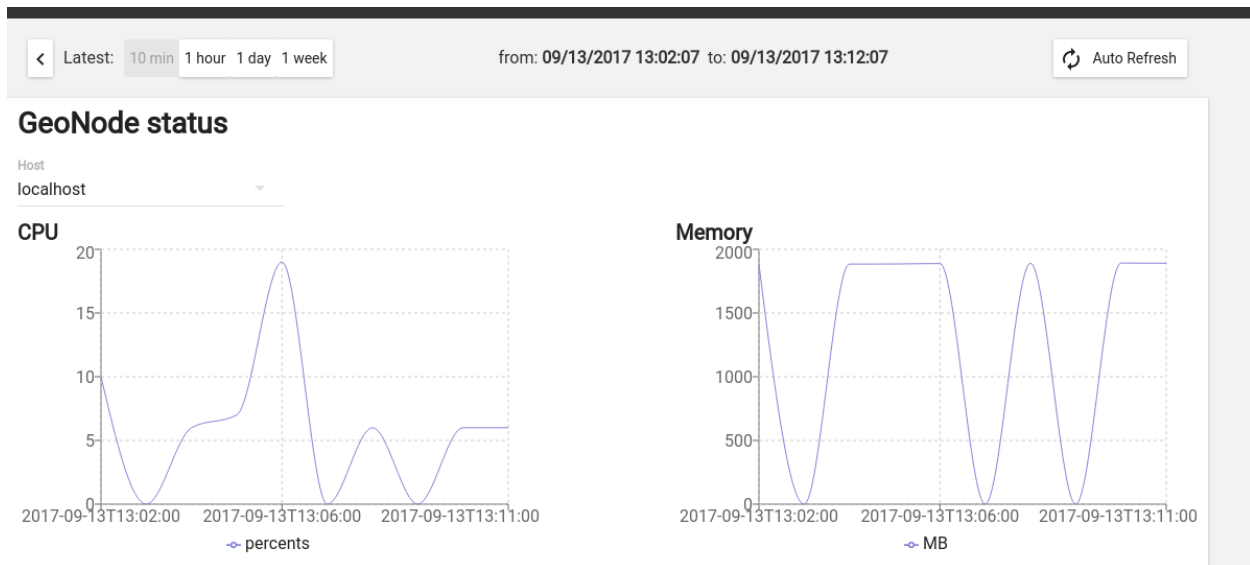 Latest: 10 min 1 hour 1 day 1 week from: 09/13/2017 13:02:07 to: 09/13/2017 13:12:07 Auto Refresh
GeoNode status
Host
localhost
CPU
20
15
10
5
0
2017-09-13T13:02:00 2017-09-13T13:06:00 2017-09-13T13:11:00
percents
Memory
2000
1500
1000
500
0
2017-09-13T13:02:00 2017-09-13T13:06:00 2017-09-13T13:11:00
MB